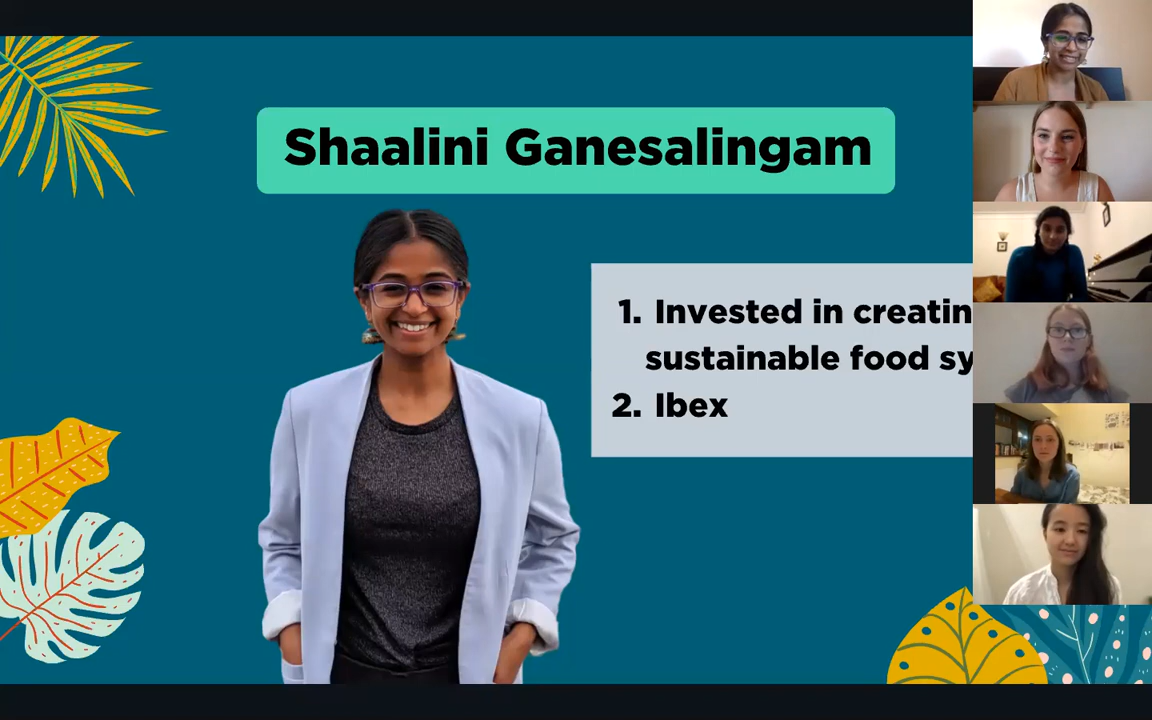 Shaalini Ganesalingam
1. Invested in creatin
sustainable food sy
2. Ibex